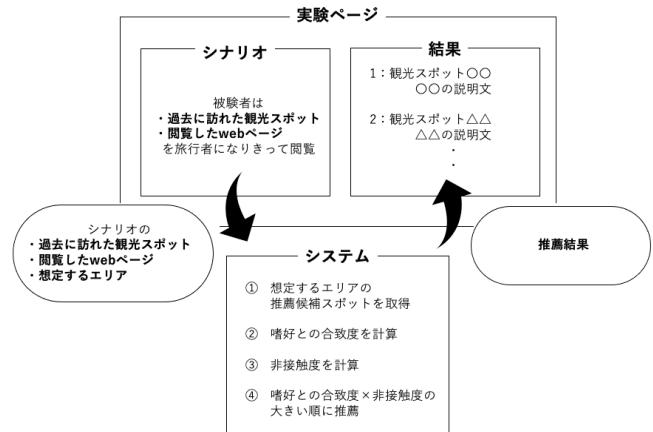 実験ページ
シナリオ
被験者は
・過去に訪れた観光スポット
・閲覧したwebページ
を旅行者になりきって閲覧
結果
1：観光スポット〇〇
〇〇の説明文
2：観光スポット△△
△△の説明文
・
・
シナリオの
・過去に訪れた観光スポット
・閲覧したwebページ
・想定するエリア
推薦結果
システム
① 想定するエリアの
推薦候補スポットを取得
② 嗜好との合致度を計算
③ 非接触度を計算
④ 嗜好との合致度×非接触度の
大きい順に推薦